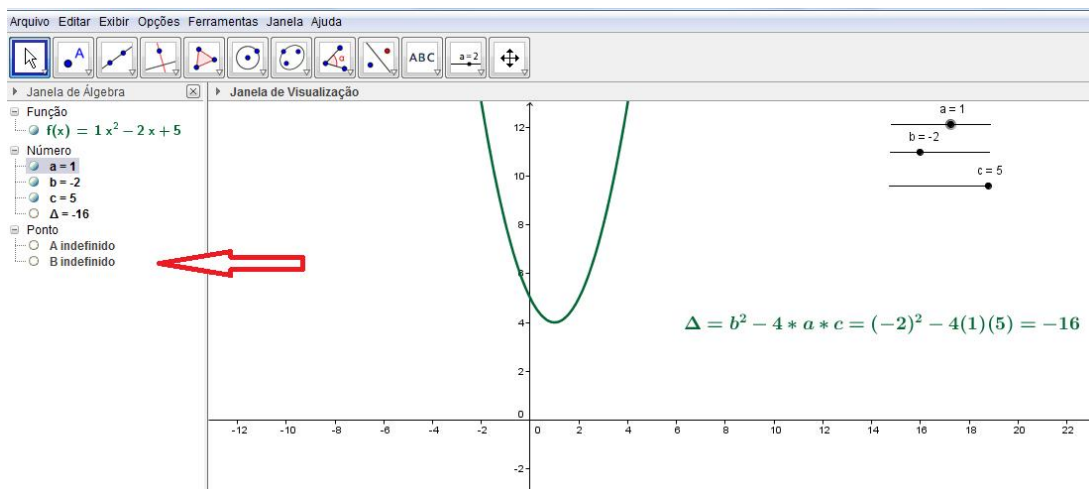 Arquivo Editar Exibir Opções Ferramentas Janela Ajuda
A
α
ABC
a=2
Janela de Álgebra
Janela de Visualização
Função
f(x) = 1 x² − 2 x + 5
Número
a = 1
b = -2
c = 5
Δ = -16
Ponto
A indefinido
B indefinido
a = 1
b = -2
c = 5
12
10
8
6
4
2
0
-2
Δ = b² − 4 * a * c = (−2)² − 4(1)(5) = −16
-12 -10 -8 -6 -4 -2 0 2 4 6 8 10 12 14 16 18 20 22